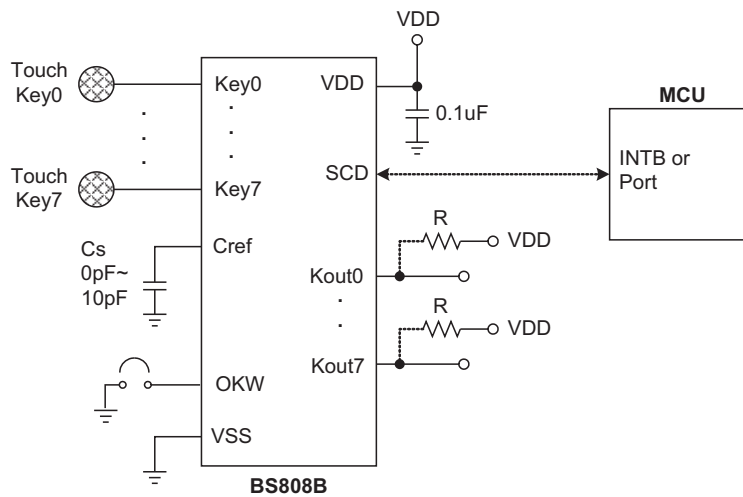 VDD
Touch
Key0
Key0
VDD
0.1uF
MCU
Touch
Key7
Key7
SCD
INTB or
Port
Cs
0pF~
10pF
Cref
R
VDD
Kout0
R
VDD
Kout7
OKW
VSS
BS808B